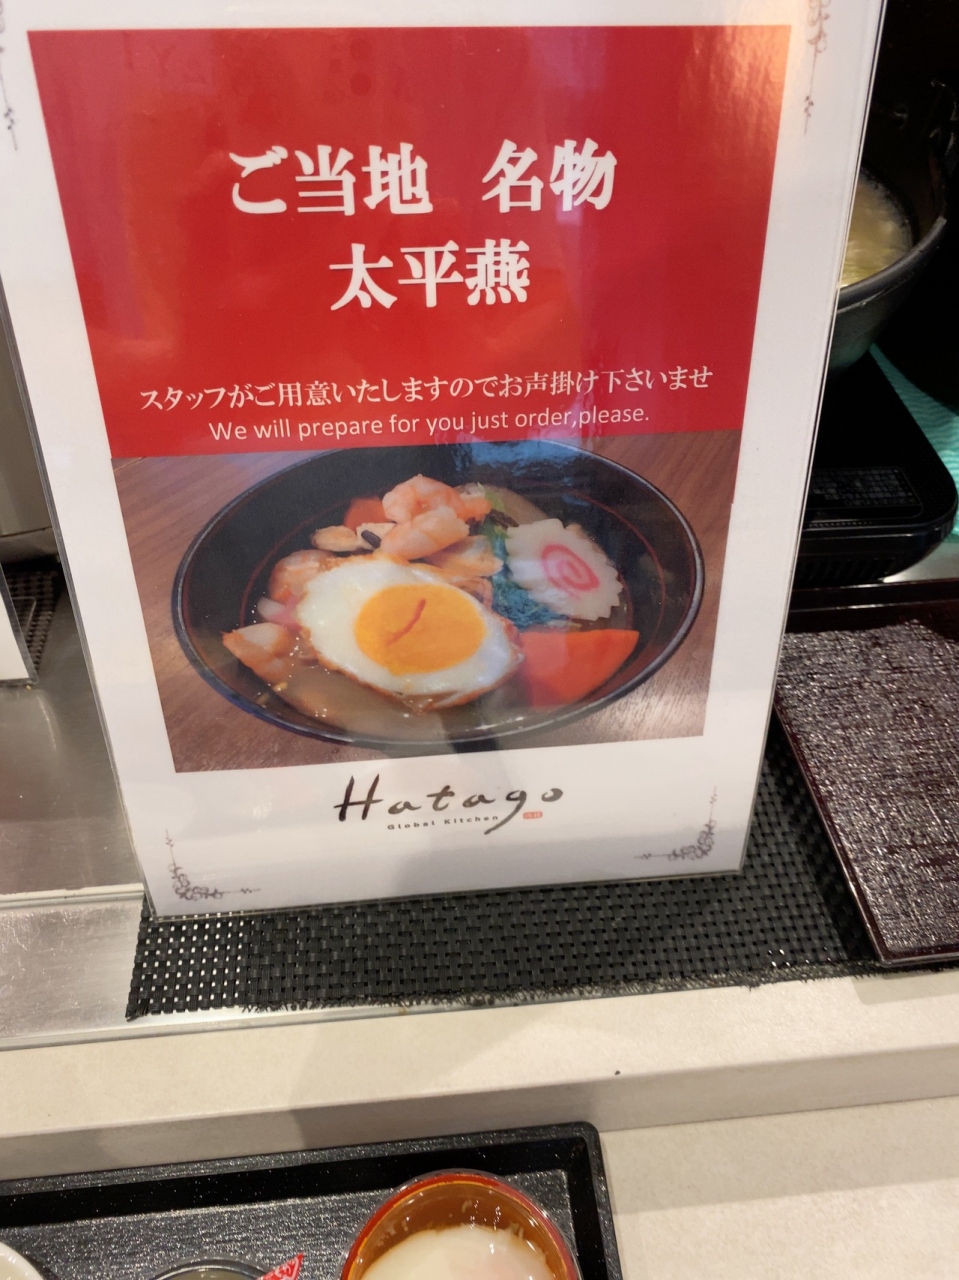 ご当地 名物
太平燕
スタッフがご用意いたしますのでお声掛け下さいませ
We will prepare for you just order,please.
Hatago
Global Kitchen